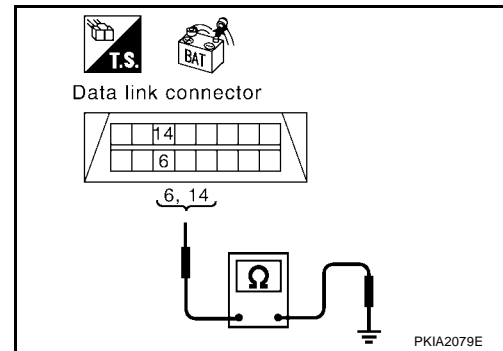 T.S.
BAT
Data link connector
14
6
6, 14
Ω
PKIA2079E